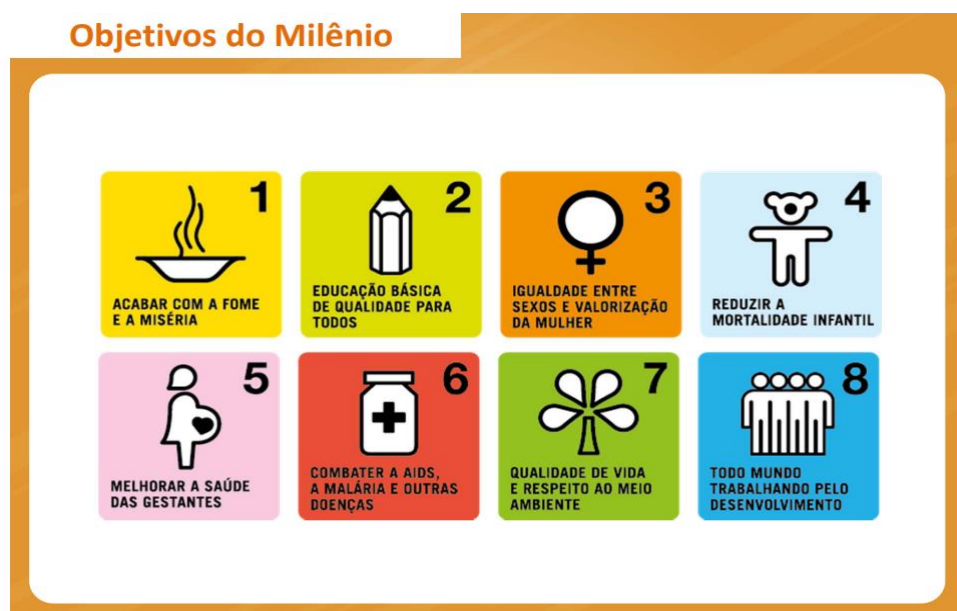 Objetivos do Milênio
1
ACABAR COM A FOME
E A MISÉRIA
2
EDUCAÇÃO BÁSICA
DE QUALIDADE PARA
TODOS
3
IGUALDADE ENTRE
SEXOS E VALORIZAÇÃO
DA MULHER
4
REDUZIR A
MORTALIDADE INFANTIL
5
MELHORAR A SAÚDE
DAS GESTANTES
6
COMBATER A AIDS,
A MALÁRIA E OUTRAS
DOENÇAS
7
QUALIDADE DE VIDA
E RESPEITO AO MEIO
AMBIENTE
8
TODO MUNDO
TRABALHANDO PELO
DESENVOLVIMENTO